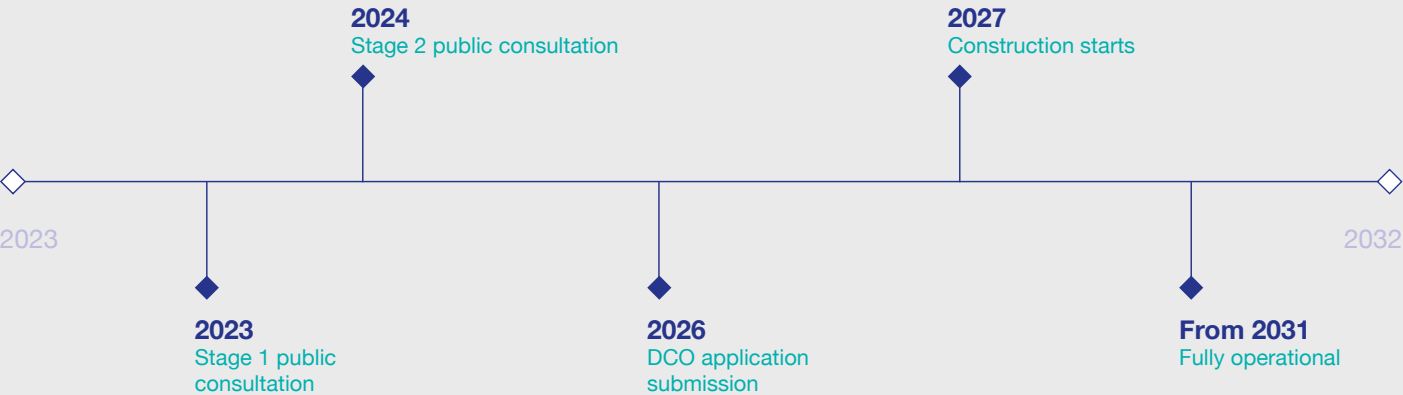 2024
Stage 2 public consultation
2027
Construction starts
2023
2032
2023
Stage 1 public
consultation
2026
DCO application
submission
From 2031
Fully operational